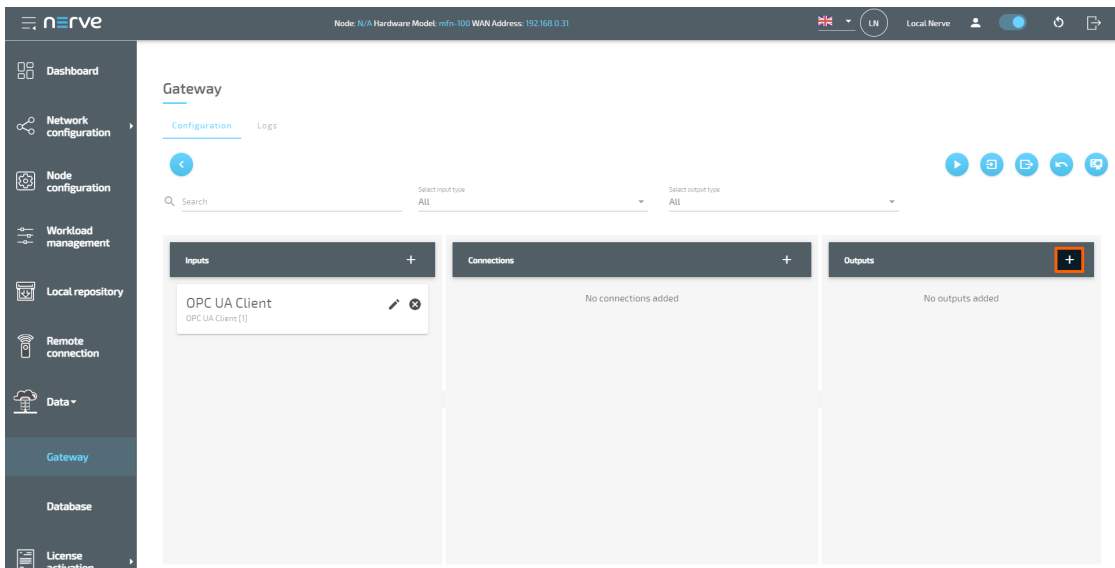 nerve
Node: N/A Hardware Model: mfn-100 WAN Address: 192.168.0.31
LN
Local Nerve
Dashboard
Network
configuration
Node
configuration
Workload
management
Local repository
Remote
connection
Data
Gateway
Database
License
activation
Gateway
Configuration Logs
Search
Select input type
All
Select output type
All
Inputs +
OPC UA Client
OPC UA Client [1]
Connections +
No connections added
Outputs +
No outputs added